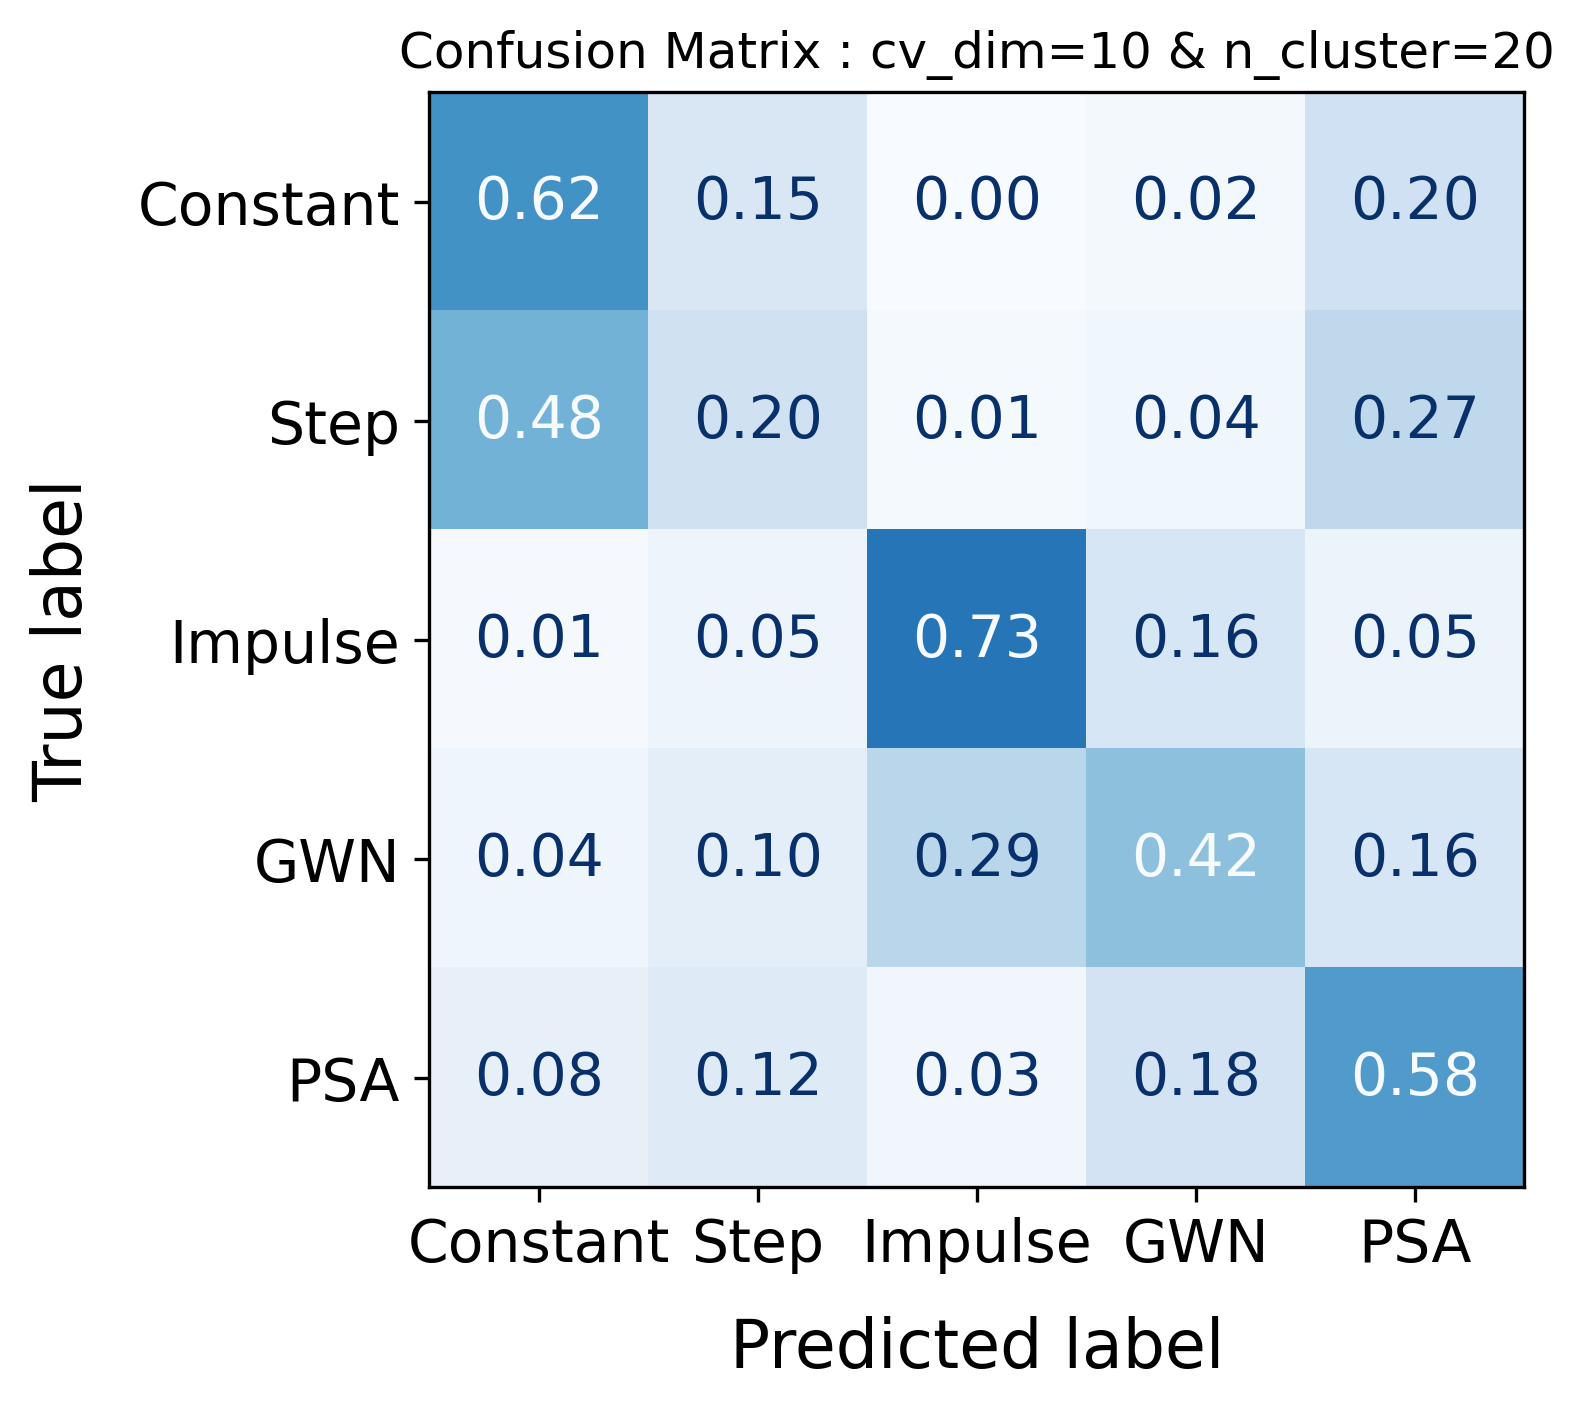 Confusion Matrix : cv_dim=10 & n_cluster=20
True label
Constant 0.62 0.15 0.00 0.02 0.20
Step 0.48 0.20 0.01 0.04 0.27
Impulse 0.01 0.05 0.73 0.16 0.05
GWN 0.04 0.10 0.29 0.42 0.16
PSA 0.08 0.12 0.03 0.18 0.58
Constant Step Impulse GWN PSA
Predicted label